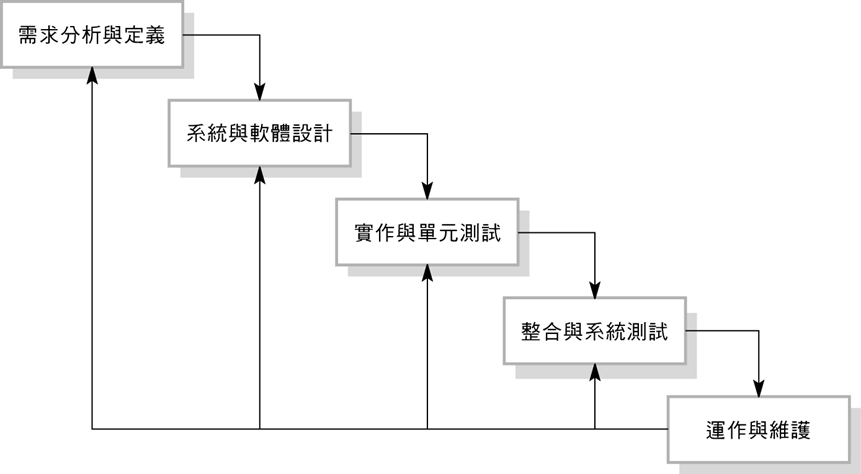 需求分析與定義
系統與軟體設計
實作與單元測試
整合與系統測試
運作與維護